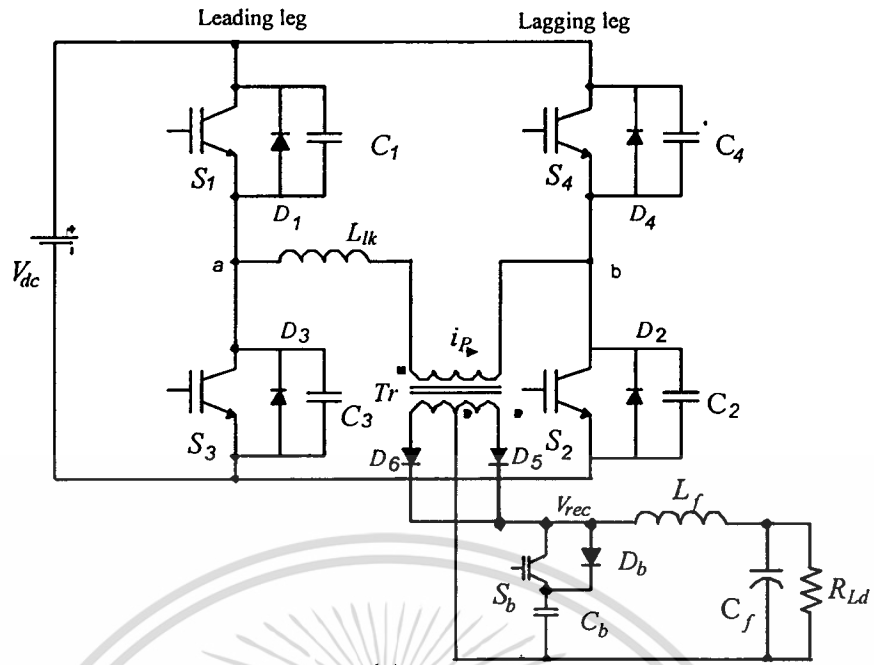 Leading leg
Lagging leg
S1
D1
C1
S4
D4
C4
Vdc
a
Llk
b
D3
S3
C3
iP
Tr
D2
S2
C2
D6
D5
Vrec
Lf
Sb
Db
Cb
Cf
RLd